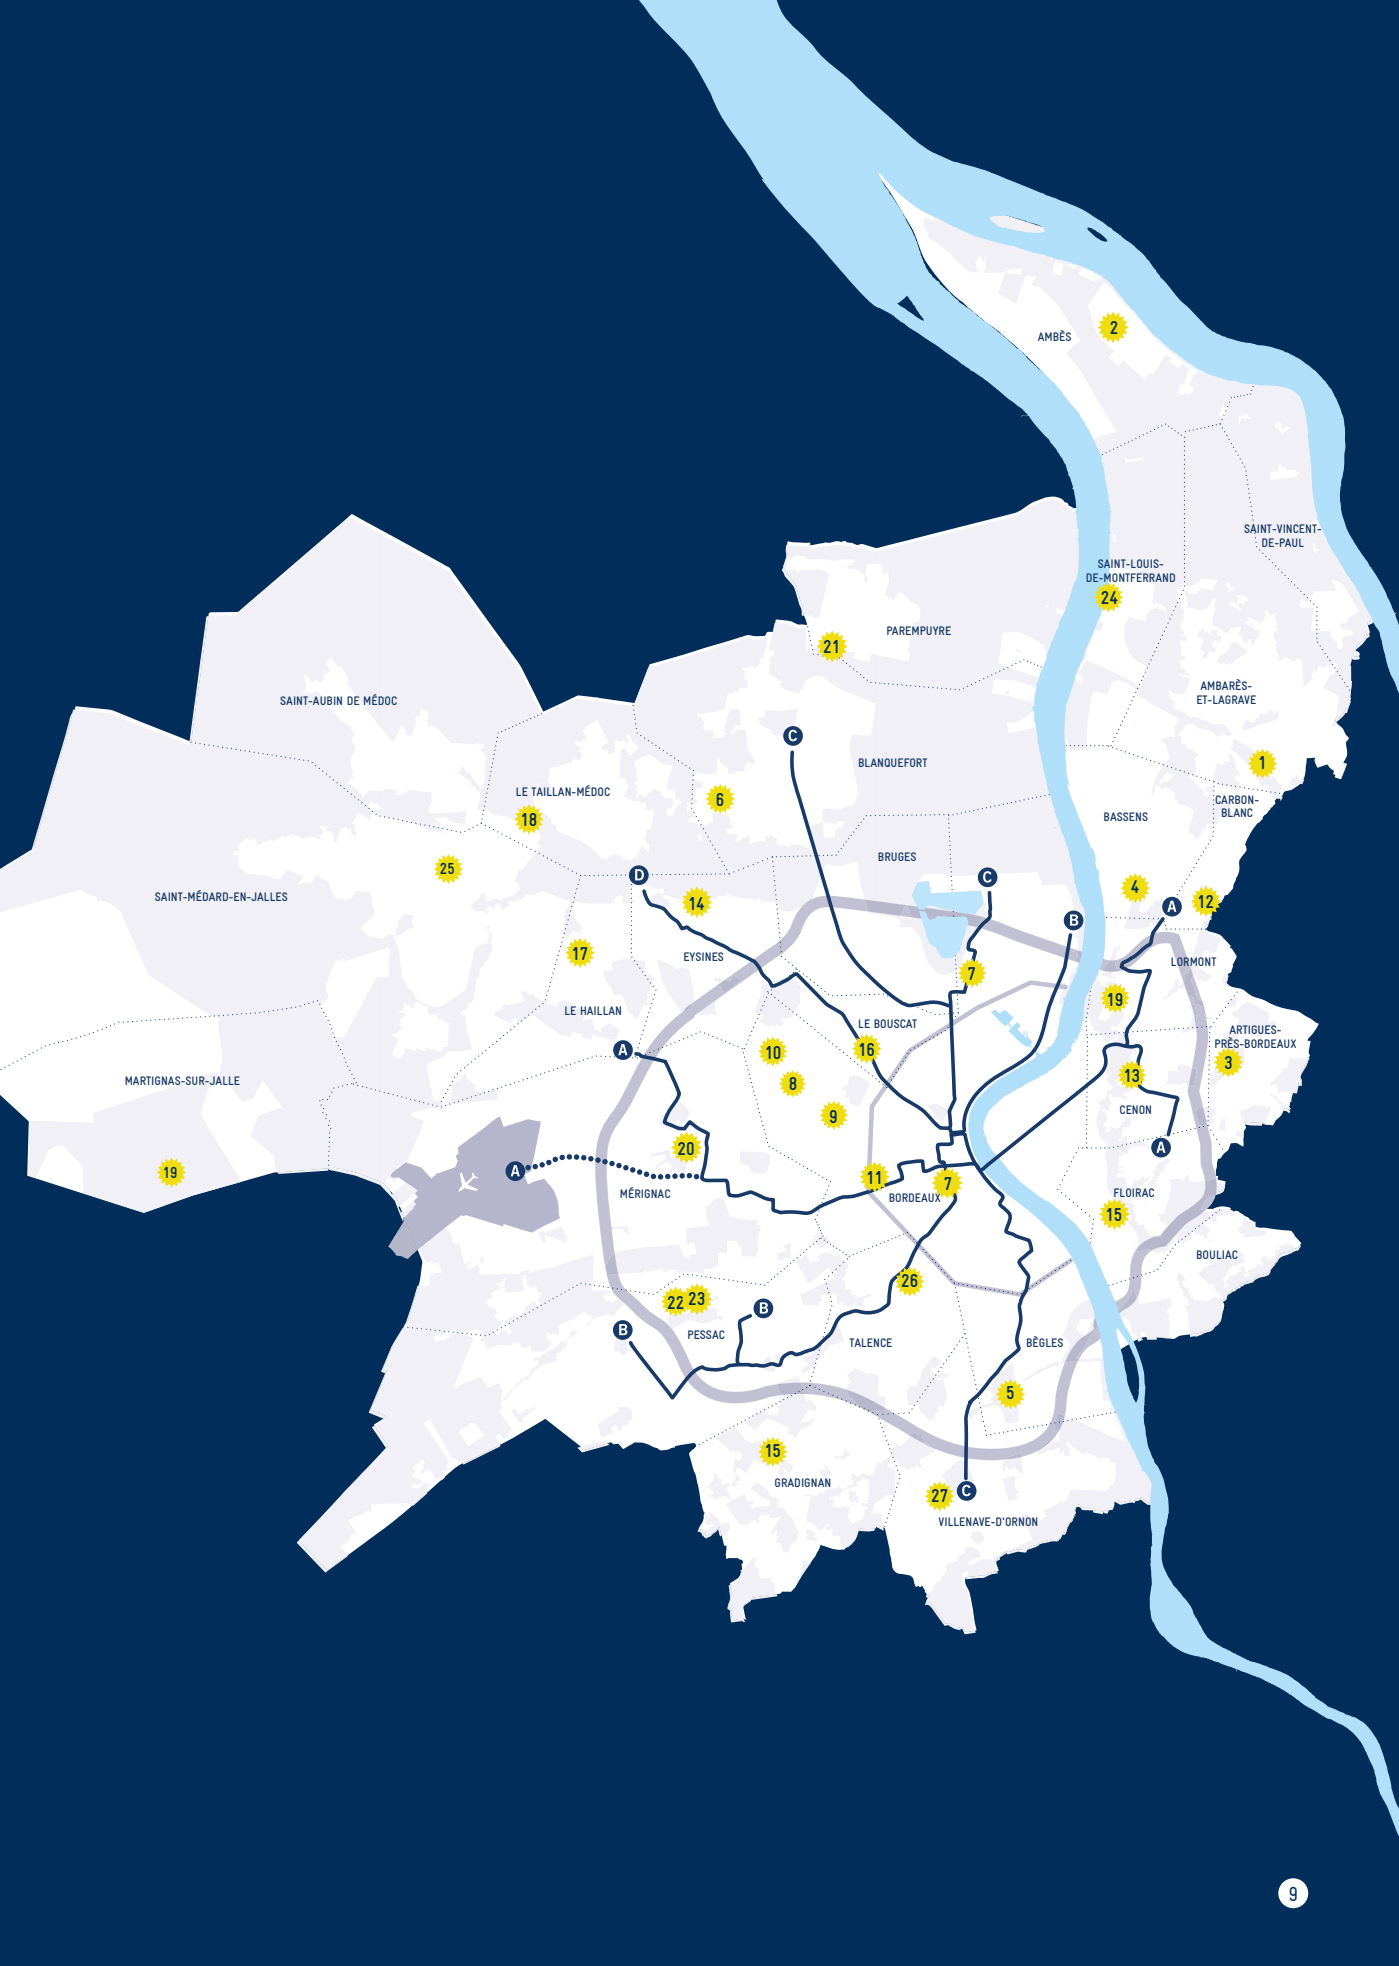 2
AMBÈS
SAINT-VINCENT-
DE-PAUL
SAINT-LOUIS-
DE-MONTFERRAND
24
PAREMPUYRE
21
AMBARÈS-
ET-LAGRAVE
SAINT-AUBIN DE MÉDOC
C
BLANQUEFORT
1
LE TAILLAN-MÉDOC
6
CARBON-
BLANC
18
BASSENS
BRUGES
25
D
C
4
SAINT-MÉDARD-EN-JALLES
14
12
A
B
17
EYSINES
LORMONT
7
19
LE HAILLAN
LE BOUSCAT
ARTIGUES-
PRÈS-BORDEAUX
A
10
16
3
MARTIGNAS-SUR-JALLE
8
13
9
CENON
20
A
19
A
11
7
MÉRIGNAC
BORDEAUX
FLOIRAC
15
BOULIAC
26
22
23
B
B
PESSAC
TALENCE
BÈGLES
5
15
GRADIGNAN
27
C
VILLENAVE-D'ORNON
9